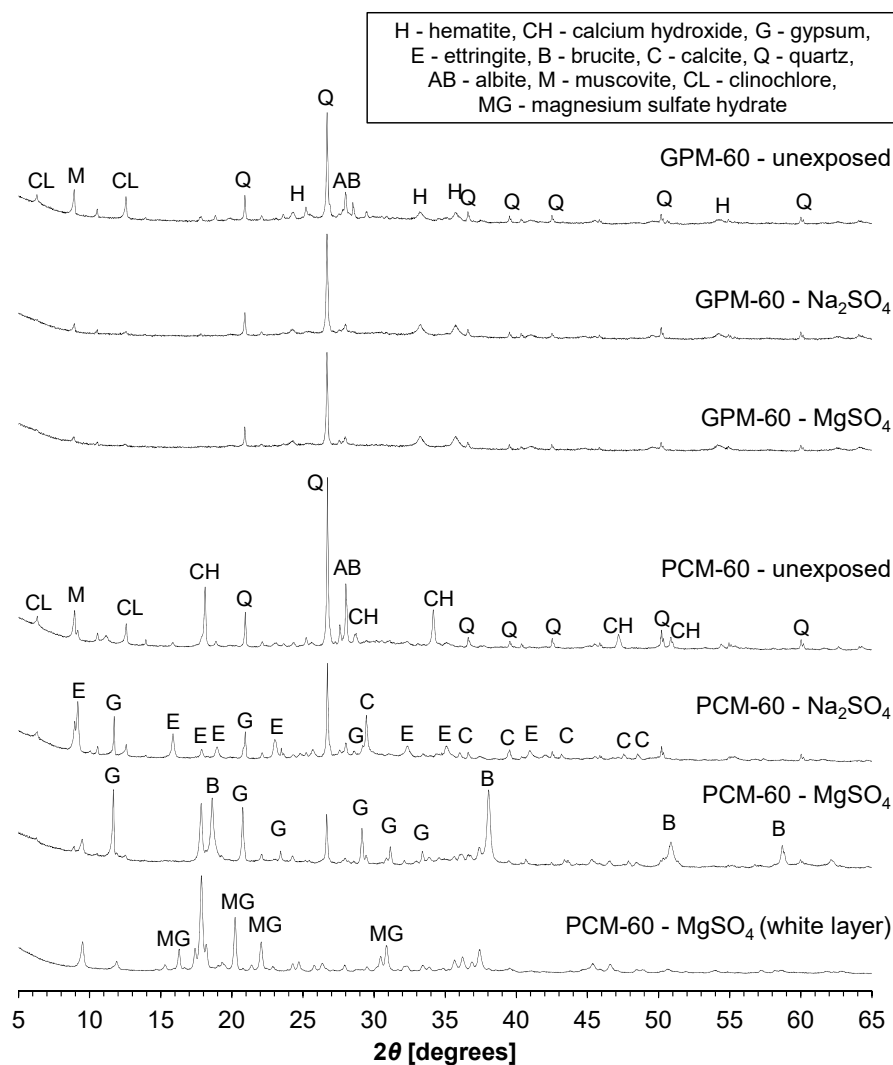 H - hematite, CH - calcium hydroxide, G - gypsum,
E - ettringite, B - brucite, C - calcite, Q - quartz,
AB - albite, M - muscovite, CL - clinochlore,
MG - magnesium sulfate hydrate
GPM-60 - unexposed
CL M CL Q H Q AB H H Q Q Q Q H Q
GPM-60 - Na₂SO₄
GPM-60 - MgSO₄
PCM-60 - unexposed
CL M CL CH Q Q AB CH CH Q Q Q CH Q CH Q
PCM-60 - Na₂SO₄
E G E E E G E G C E E C C E C C C
PCM-60 - MgSO₄
G B G G G G G B B B
PCM-60 - MgSO₄ (white layer)
MG MG MG MG
5 10 15 20 25 30 35 40 45 50 55 60 65
2θ [degrees]